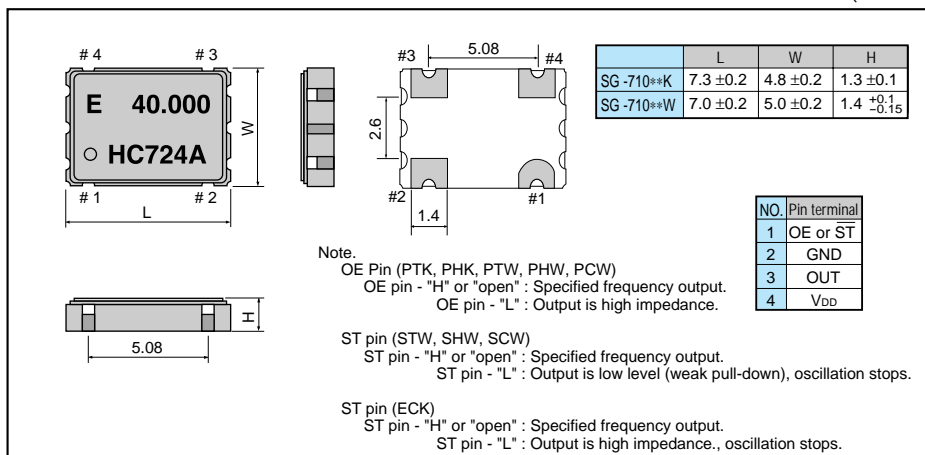 # 4
# 3
E 40.000
HC724A
# 1
# 2
L
W
#3
5.08
#4
2.6
#2
#1
1.4
L W H
SG -710**K 7.3 ±0.2 4.8 ±0.2 1.3 ±0.1
SG -710**W 7.0 ±0.2 5.0 ±0.2 1.4 +0.1 −0.15
NO. Pin terminal
1 OE or S̅T̅
2 GND
3 OUT
4 VDD
H
5.08
Note.
OE Pin (PTK, PHK, PTW, PHW, PCW)
OE pin - "H" or "open" : Specified frequency output.
OE pin - "L" : Output is high impedance.
ST pin (STW, SHW, SCW)
ST pin - "H" or "open" : Specified frequency output.
ST pin - "L" : Output is low level (weak pull-down), oscillation stops.
ST pin (ECK)
ST pin - "H" or "open" : Specified frequency output.
ST pin - "L" : Output is high impedance., oscillation stops.